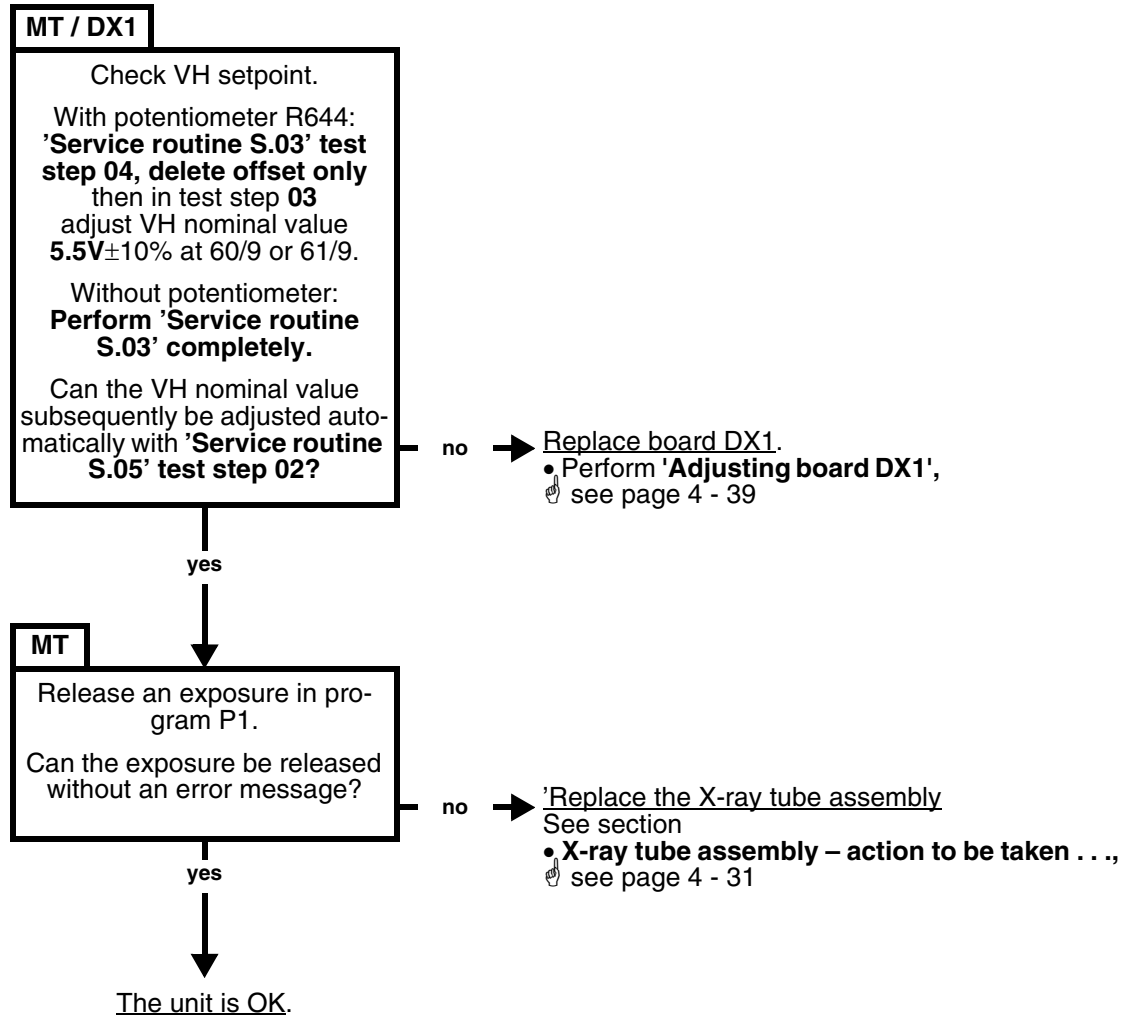 MT / DX1
Check VH setpoint.
With potentiometer R644:
’Service routine S.03’ test
step 04, delete offset only
then in test step 03
adjust VH nominal value
5.5V±10% at 60/9 or 61/9.
Without potentiometer:
Perform ’Service routine
S.03’ completely.
Can the VH nominal value
subsequently be adjusted auto-
matically with ’Service routine
S.05’ test step 02?
no
Replace board DX1.
• Perform 'Adjusting board DX1',
☝ see page 4 - 39
yes
MT
Release an exposure in pro-
gram P1.
Can the exposure be released
without an error message?
no
’Replace the X-ray tube assembly
See section
• X-ray tube assembly – action to be taken . . .,
☝ see page 4 - 31
yes
The unit is OK.